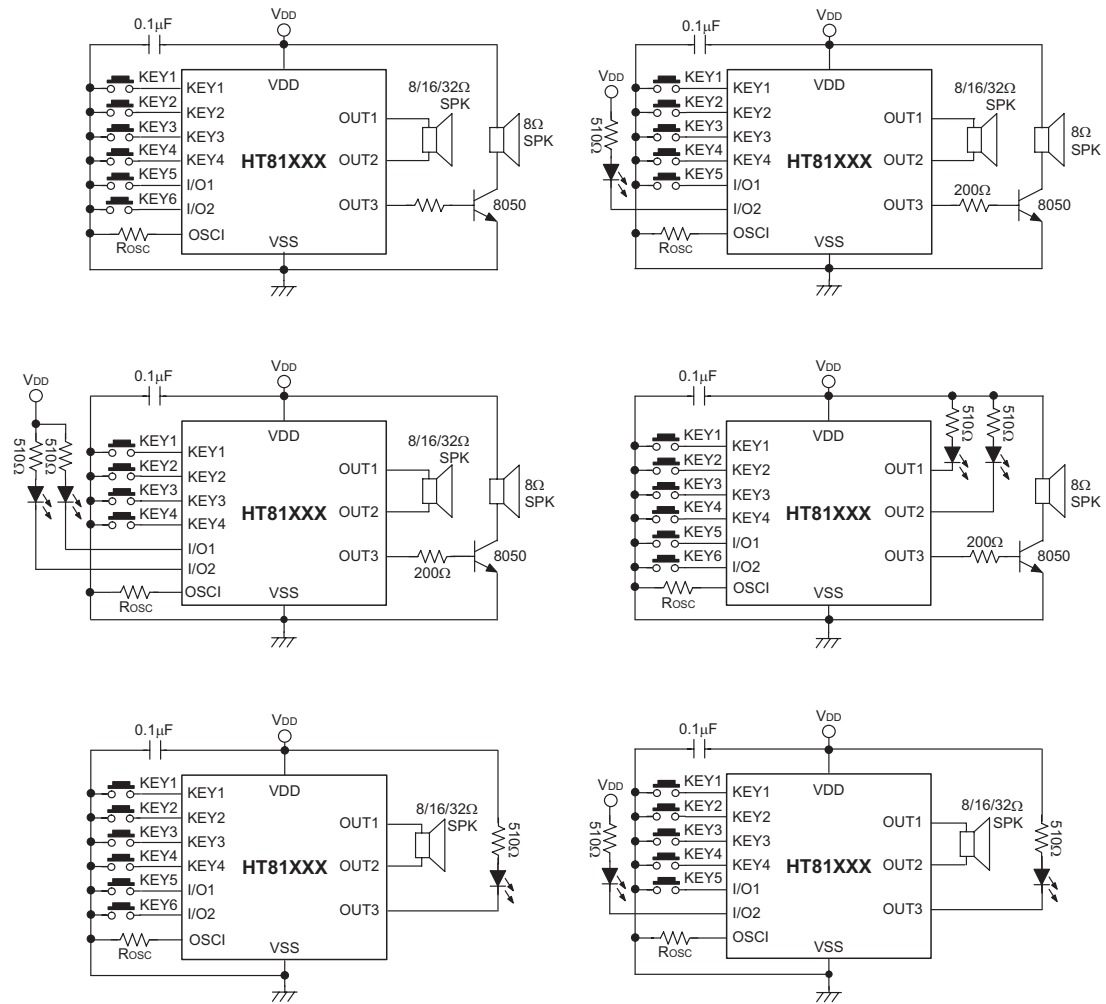 VDD
0.1µF
VDD
KEY1 KEY1
KEY2 KEY2
KEY3 KEY3
KEY4 KEY4
KEY5 I/O1
KEY6 I/O2
OSCI
ROSC
HT81XXX
OUT1
OUT2
OUT3
VSS
8/16/32Ω
SPK
8Ω
SPK
8050
VDD
0.1µF
VDD
VDD
510Ω
KEY1 KEY1
KEY2 KEY2
KEY3 KEY3
KEY4 KEY4
KEY5 I/O1
I/O2
OSCI
ROSC
HT81XXX
OUT1
OUT2
OUT3
VSS
8/16/32Ω
SPK
8Ω
SPK
200Ω
8050
VDD
0.1µF
VDD
VDD
510Ω
510Ω
KEY1 KEY1
KEY2 KEY2
KEY3 KEY3
KEY4 KEY4
I/O1
I/O2
OSCI
ROSC
HT81XXX
OUT1
OUT2
OUT3
VSS
8/16/32Ω
SPK
8Ω
SPK
200Ω
8050
VDD
0.1µF
VDD
KEY1 KEY1
KEY2 KEY2
KEY3 KEY3
KEY4 KEY4
KEY5 I/O1
KEY6 I/O2
OSCI
ROSC
HT81XXX
OUT1
OUT2
OUT3
VSS
510Ω
510Ω
8Ω
SPK
200Ω
8050
VDD
0.1µF
VDD
KEY1 KEY1
KEY2 KEY2
KEY3 KEY3
KEY4 KEY4
KEY5 I/O1
KEY6 I/O2
OSCI
ROSC
HT81XXX
OUT1
OUT2
OUT3
VSS
8/16/32Ω
SPK
510Ω
VDD
0.1µF
VDD
VDD
510Ω
KEY1 KEY1
KEY2 KEY2
KEY3 KEY3
KEY4 KEY4
KEY5 I/O1
I/O2
OSCI
ROSC
HT81XXX
OUT1
OUT2
OUT3
VSS
8/16/32Ω
SPK
510Ω